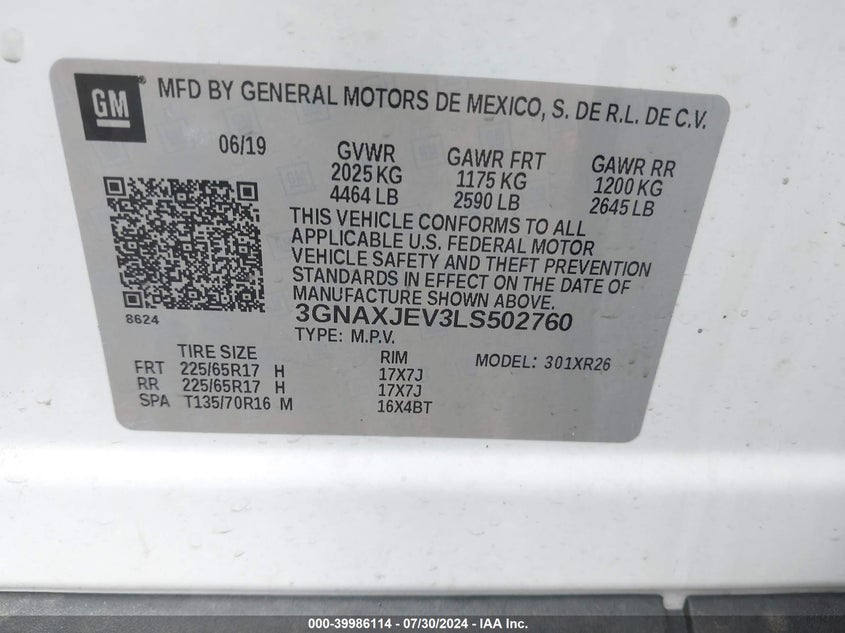 GM
MFD BY GENERAL MOTORS DE MEXICO, S. DE R.L. DE C.V.
06/19 GVWR GAWR FRT GAWR RR
2025 KG 1175 KG 1200 KG
4464 LB 2590 LB 2645 LB
THIS VEHICLE CONFORMS TO ALL
APPLICABLE U.S. FEDERAL MOTOR
VEHICLE SAFETY AND THEFT PREVENTION
STANDARDS IN EFFECT ON THE DATE OF
MANUFACTURE SHOWN ABOVE.
8624
3GNAXJEV3LS502760
TYPE: M.P.V.
TIRE SIZE RIM MODEL: 301XR26
FRT 225/65R17 H 17X7J
RR 225/65R17 H 17X7J
SPA T135/70R16 M 16X4BT
000-39986114 - 07/30/2024 - IAA Inc.